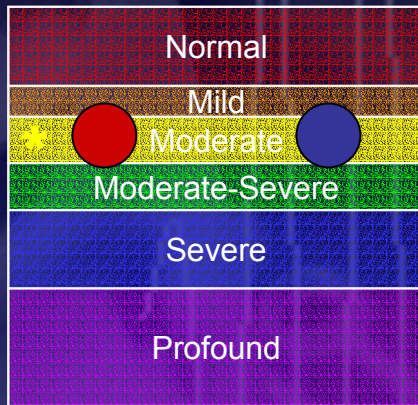 Normal
Mild
Moderate
Moderate-Severe
Severe
Profound